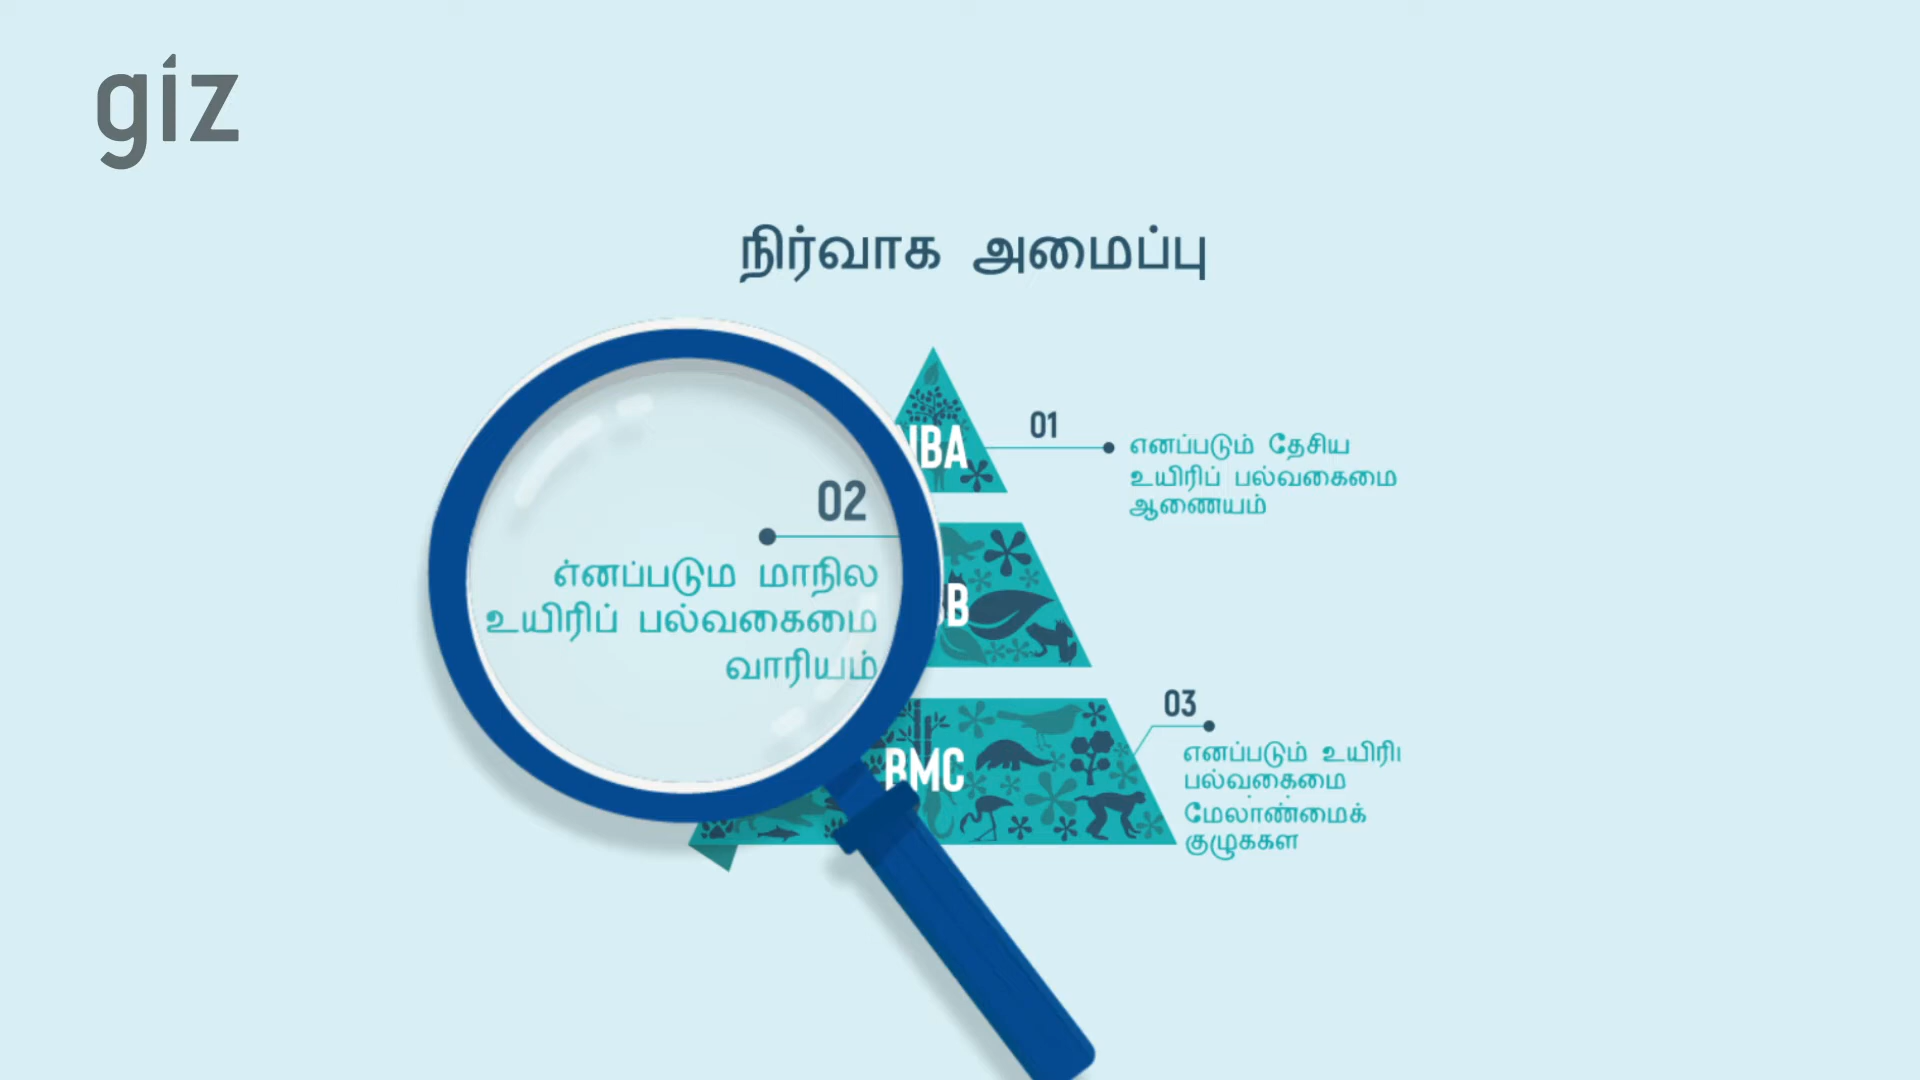 giz
நிர்வாக அமைப்பு
NBA
01
எனப்படும் தேசிய
உயிரிப் பல்வகைமை
ஆணையம்
02
எனப்படும மாநில
உயிரிப் பல்வகைமை
வாரியம்
BMC
03
எனப்படும் உயிரி
பல்வகைமை
மேலாண்மைக்
குழுககள